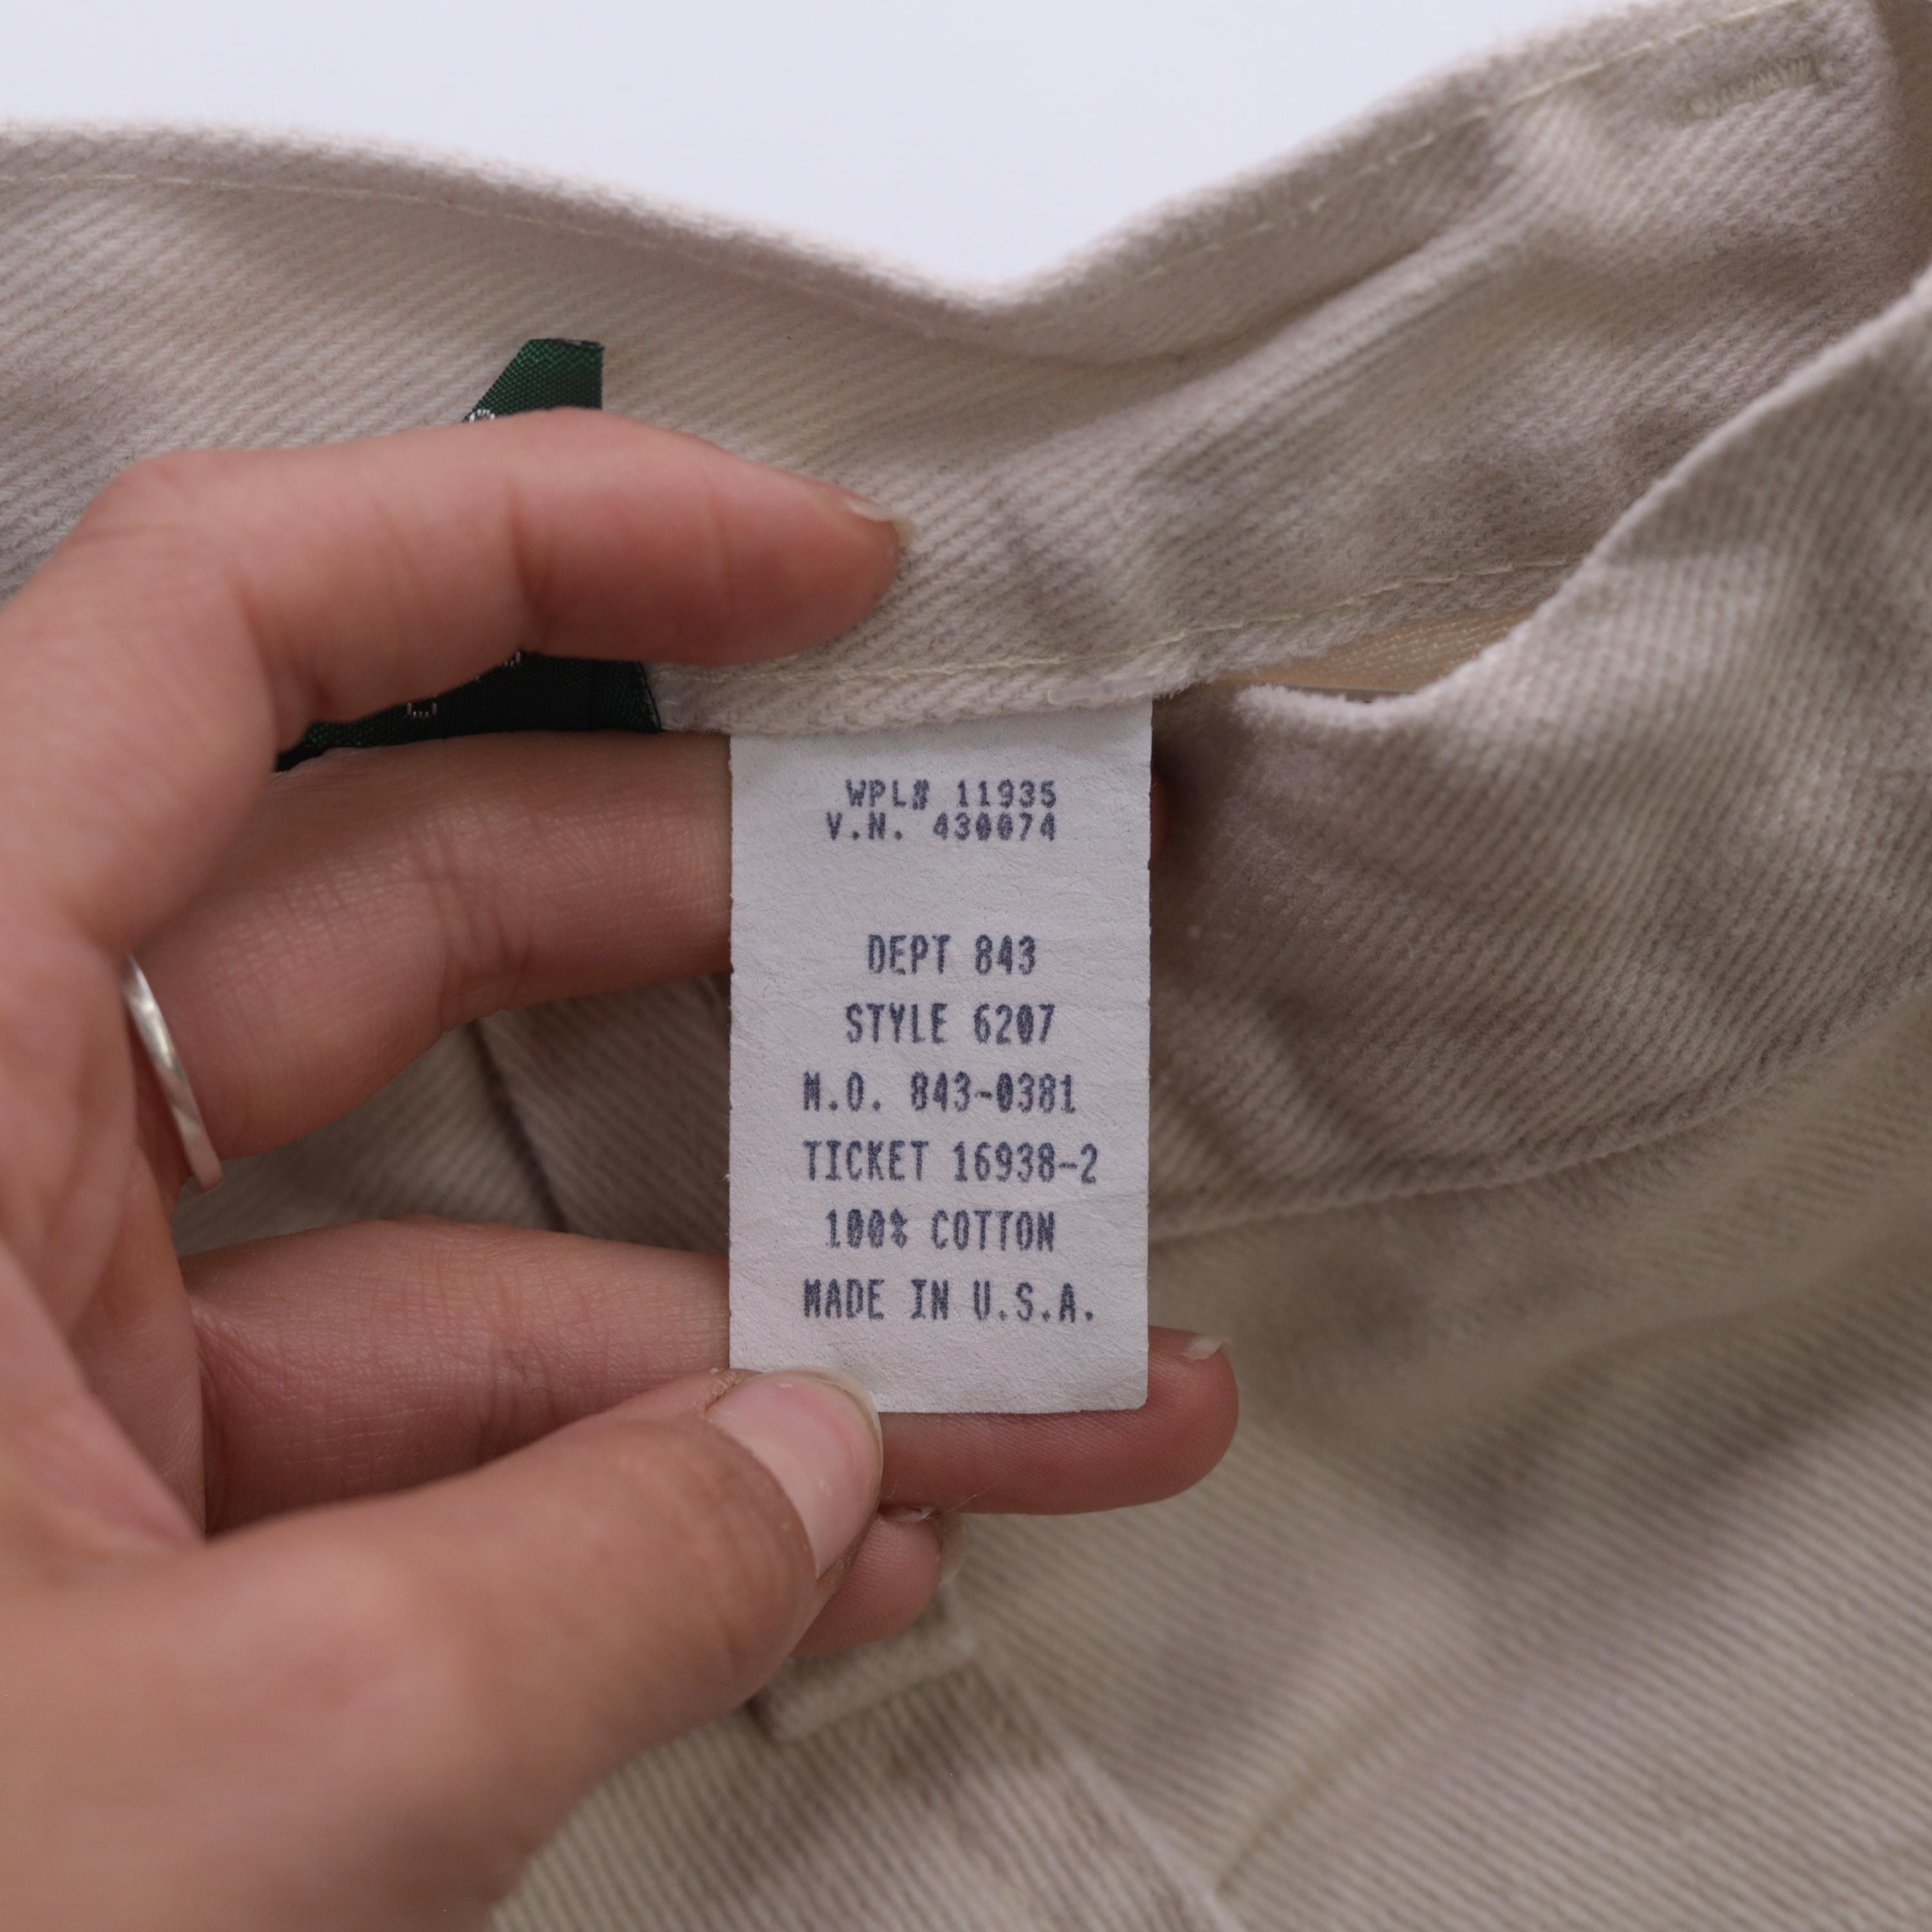 WPL# 11935
V.N. 430074
DEPT 843
STYLE 6207
M.O. 843-0381
TICKET 16938-2
100% COTTON
MADE IN U.S.A.